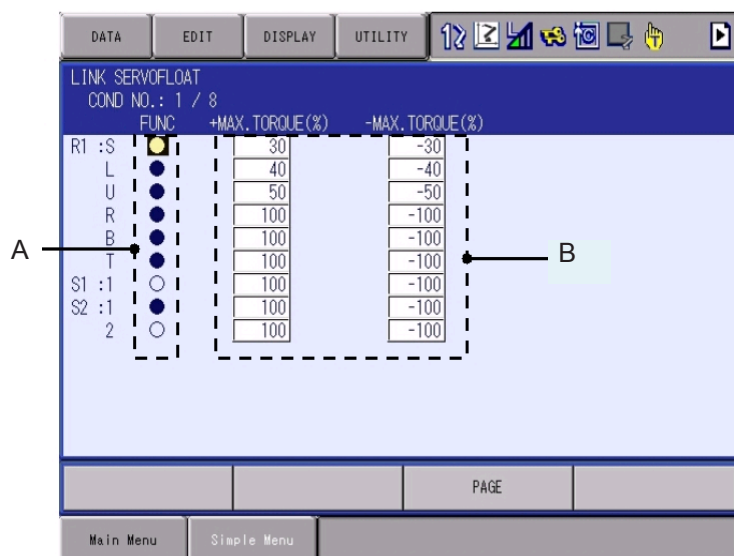 DATA EDIT DISPLAY UTILITY
LINK SERVOFLOAT
COND NO.: 1 / 8
FUNC +MAX.TORQUE(%) -MAX.TORQUE(%)
R1 :S 30 -30
L 40 -40
U 50 -50
R 100 -100
B 100 -100
T 100 -100
S1 :1 100 -100
S2 :1 100 -100
2 100 -100
A
B
PAGE
Main Menu Simple Menu